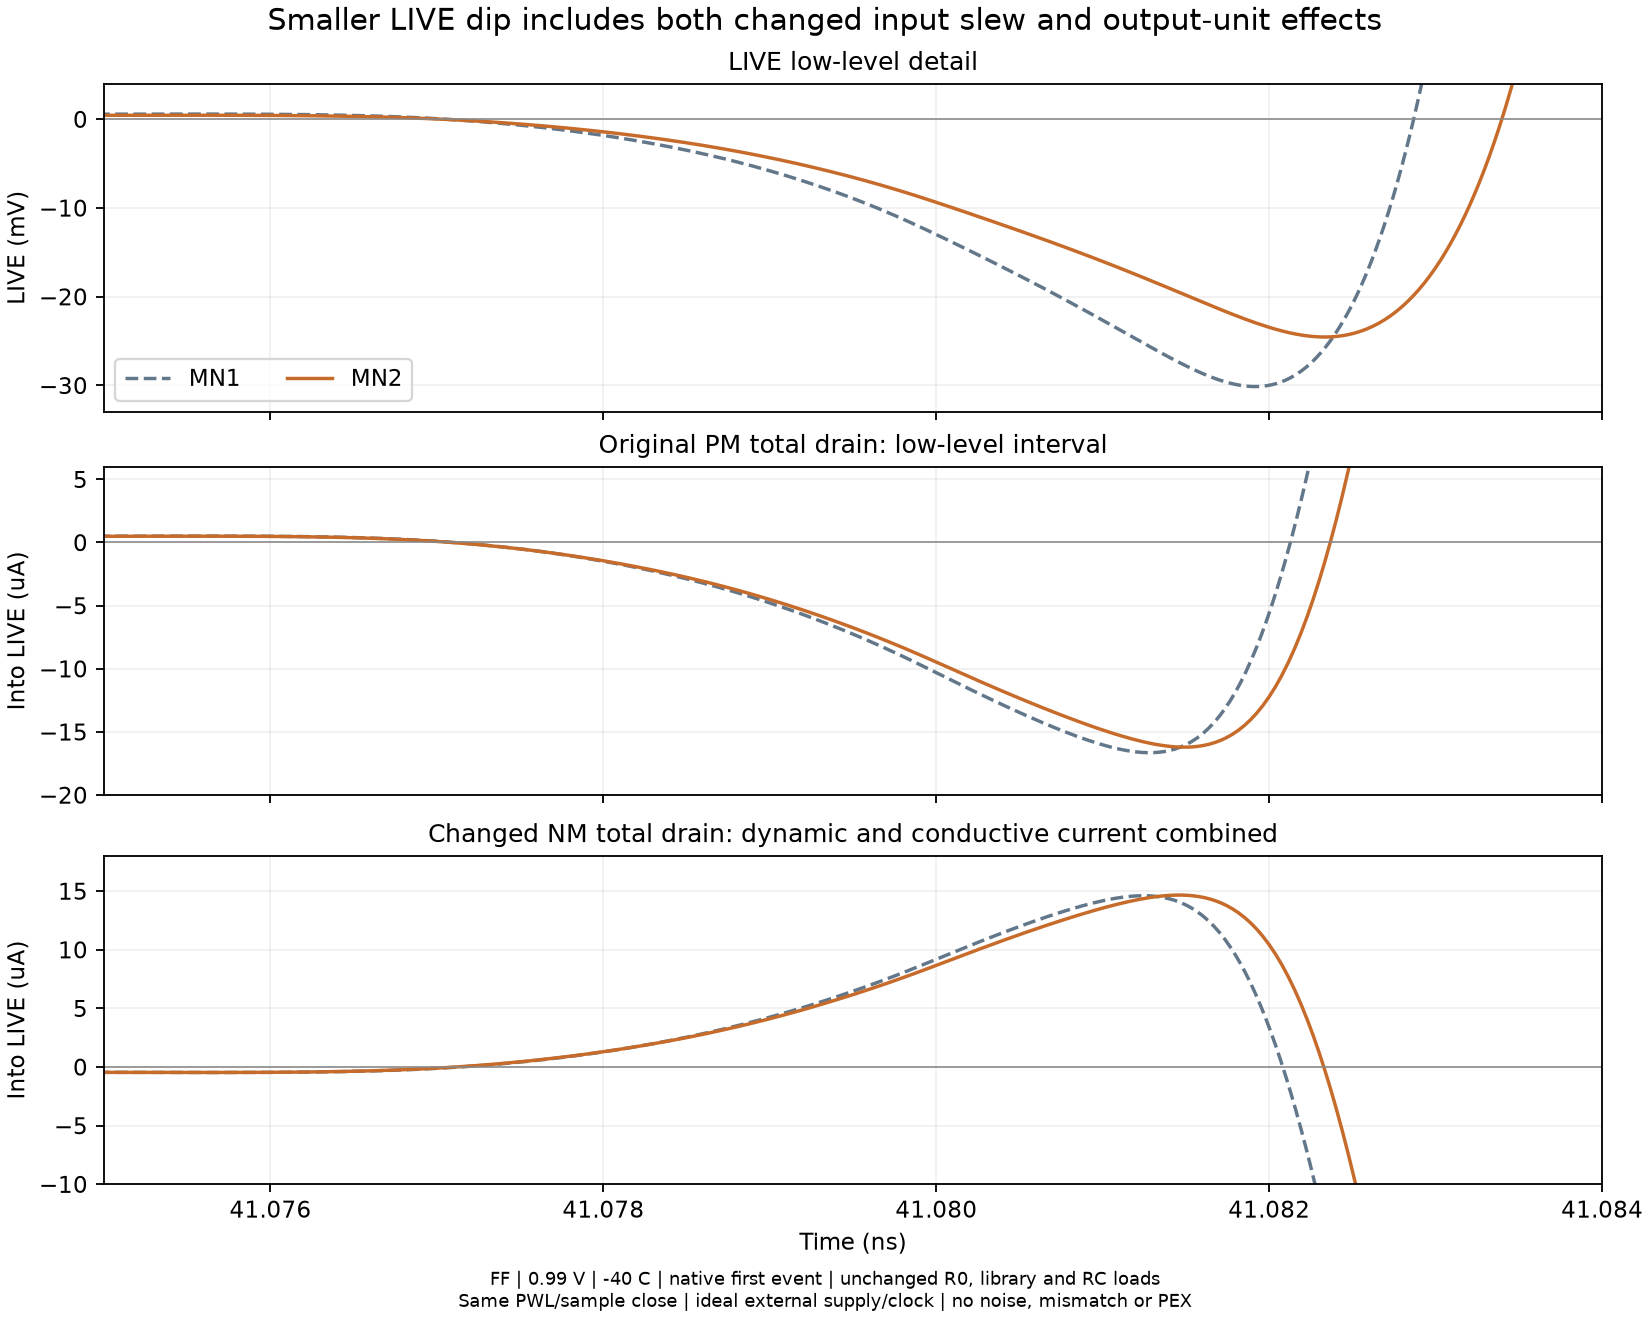 Smaller LIVE dip includes both changed input slew and output-unit effects
LIVE low-level detail
LIVE (mV)
0
−10
−20
−30
MN1
MN2
Original PM total drain: low-level interval
Into LIVE (uA)
5
0
−5
−10
−15
−20
Changed NM total drain: dynamic and conductive current combined
Into LIVE (uA)
15
10
5
0
−5
−10
41.076
41.078
41.080
41.082
41.084
Time (ns)
FF | 0.99 V | -40 C | native first event | unchanged R0, library and RC loads
Same PWL/sample close | ideal external supply/clock | no noise, mismatch or PEX